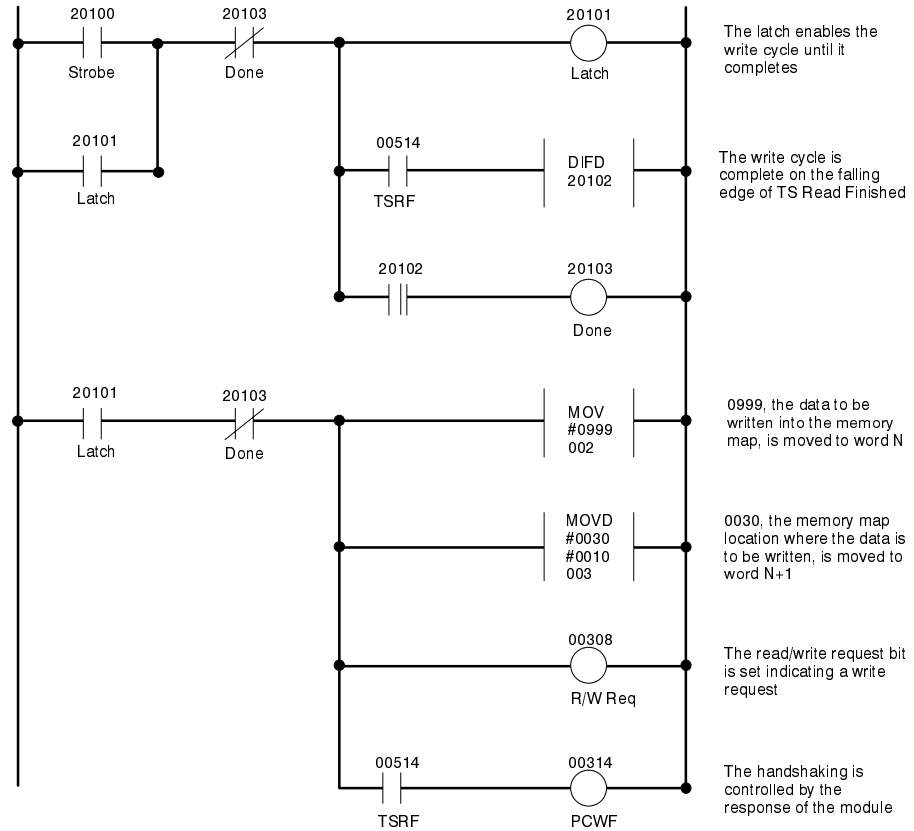 20100
20103
20101
Strobe
Done
Latch
The latch enables the
write cycle until it
completes
20101
Latch
00514
TSRF
DIFD
20102
The write cycle is
complete on the falling
edge of TS Read Finished
20102
20103
Done
20101
20103
Latch
Done
MOV
#0999
002
0999, the data to be
written into the memory
map, is moved to word N
MOVD
#0030
#0010
003
0030, the memory map
location where the data is
to be written, is moved to
word N+1
00308
R/W Req
The read/write request bit
is set indicating a write
request
00514
TSRF
00314
PCWF
The handshaking is
controlled by the
response of the module